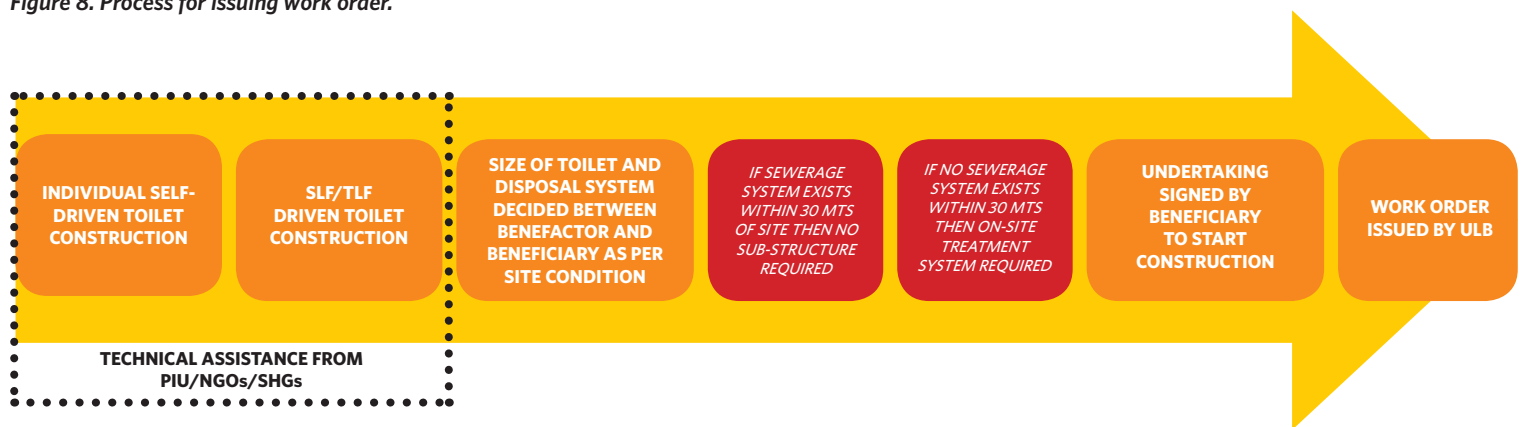 Figure 8. Process for issuing work order.
INDIVIDUAL SELF-
DRIVEN TOILET
CONSTRUCTION
SLF/TLF
DRIVEN TOILET
CONSTRUCTION
SIZE OF TOILET AND
DISPOSAL SYSTEM
DECIDED BETWEEN
BENEFACTOR AND
BENEFICIARY AS PER
SITE CONDITION
IF SEWERAGE
SYSTEM EXISTS
WITHIN 30 MTS
OF SITE THEN NO
SUB-STRUCTURE
REQUIRED
IF NO SEWERAGE
SYSTEM EXISTS
WITHIN 30 MTS
THEN ON-SITE
TREATMENT
SYSTEM REQUIRED
UNDERTAKING
SIGNED BY
BENEFICIARY
TO START
CONSTRUCTION
WORK ORDER
ISSUED BY ULB
TECHNICAL ASSISTANCE FROM
PIU/NGOs/SHGs